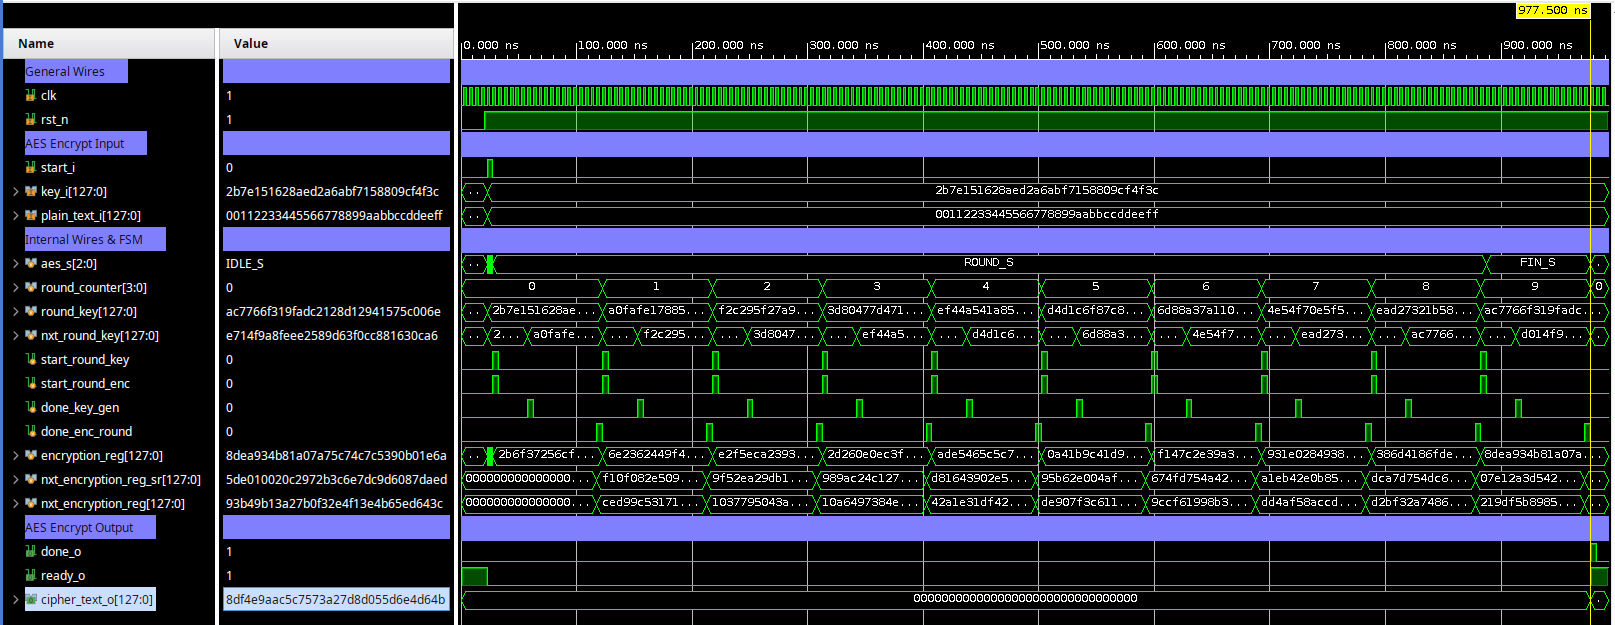 977.500 ns
Name Value 0.000 ns 100.000 ns 200.000 ns 300.000 ns 400.000 ns 500.000 ns 600.000 ns 700.000 ns 800.000 ns 900.000 ns
General Wires
clk 1
rst_n 1
AES Encrypt Input
start_i 0
key_i[127:0] 2b7e151628aed2a6abf7158809cf4f3c .. 2b7e151628aed2a6abf7158809cf4f3c
plain_text_i[127:0] 00112233445566778899aabbccddeeff .. 00112233445566778899aabbccddeeff
Internal Wires & FSM
aes_s[2:0] IDLE_S .. ROUND_S FIN_S .
round_counter[3:0] 0 0 1 2 3 4 5 6 7 8 9 0
round_key[127:0] ac7766f319fadc2128d12941575c006e .. 2b7e151628ae... a0fafe17885... f2c295f27a9... 3d80477d471... ef44a541a85... d4d1c6f87c8... 6d88a37a110... 4e54f70e5f5... ead27321b58... ac7766f319fadc...
nxt_round_key[127:0] e714f9a8feee2589d63f0cc881630ca6 .. 2... a0fafe... f2c295... 3d8047... ef44a5... d4d1c6... 6d88a3... 4e54f7... ead273... ac7766... d014f9...
start_round_key 0
start_round_enc 0
done_key_gen 0
done_enc_round 0
encryption_reg[127:0] 8dea934b81a07a75c74c7c5390b01e6a .. 2b6f37256cf... 6e2362449f4... e2f5eca2393... 2d260e0ec3f... ade5465c5c7... 0a41b9c41d9... f147c2e39a3... 931e0284938... 386d4186fde... 8dea934b81a07a...
nxt_encryption_reg_sr[127:0] 5de010020c2972b3c6e7dc9d6087daed 000000000000... f10f082e509... 9f52ea29db1... 989ac24c127... d81643902e5... 95b62e004af... 674fd754a42... a1eb42e0b85... dca7d754dc6... 07e12a3d542... .
nxt_encryption_reg[127:0] 93b49b13a27b0f32e4f13e4b65ed643c 000000000000... ced99c53171... 1037795043a... 10a6497384e... 42a1e31df42... de907f3c611... 9ccf61998b3... dd4af58accd... d2bf32a7486... 219df5b8985... .
AES Encrypt Output
done_o 1
ready_o 1
cipher_text_o[127:0] 8df4e9aac5c7573a27d8d055d6e4d64b 00000000000000000000000000000000 .